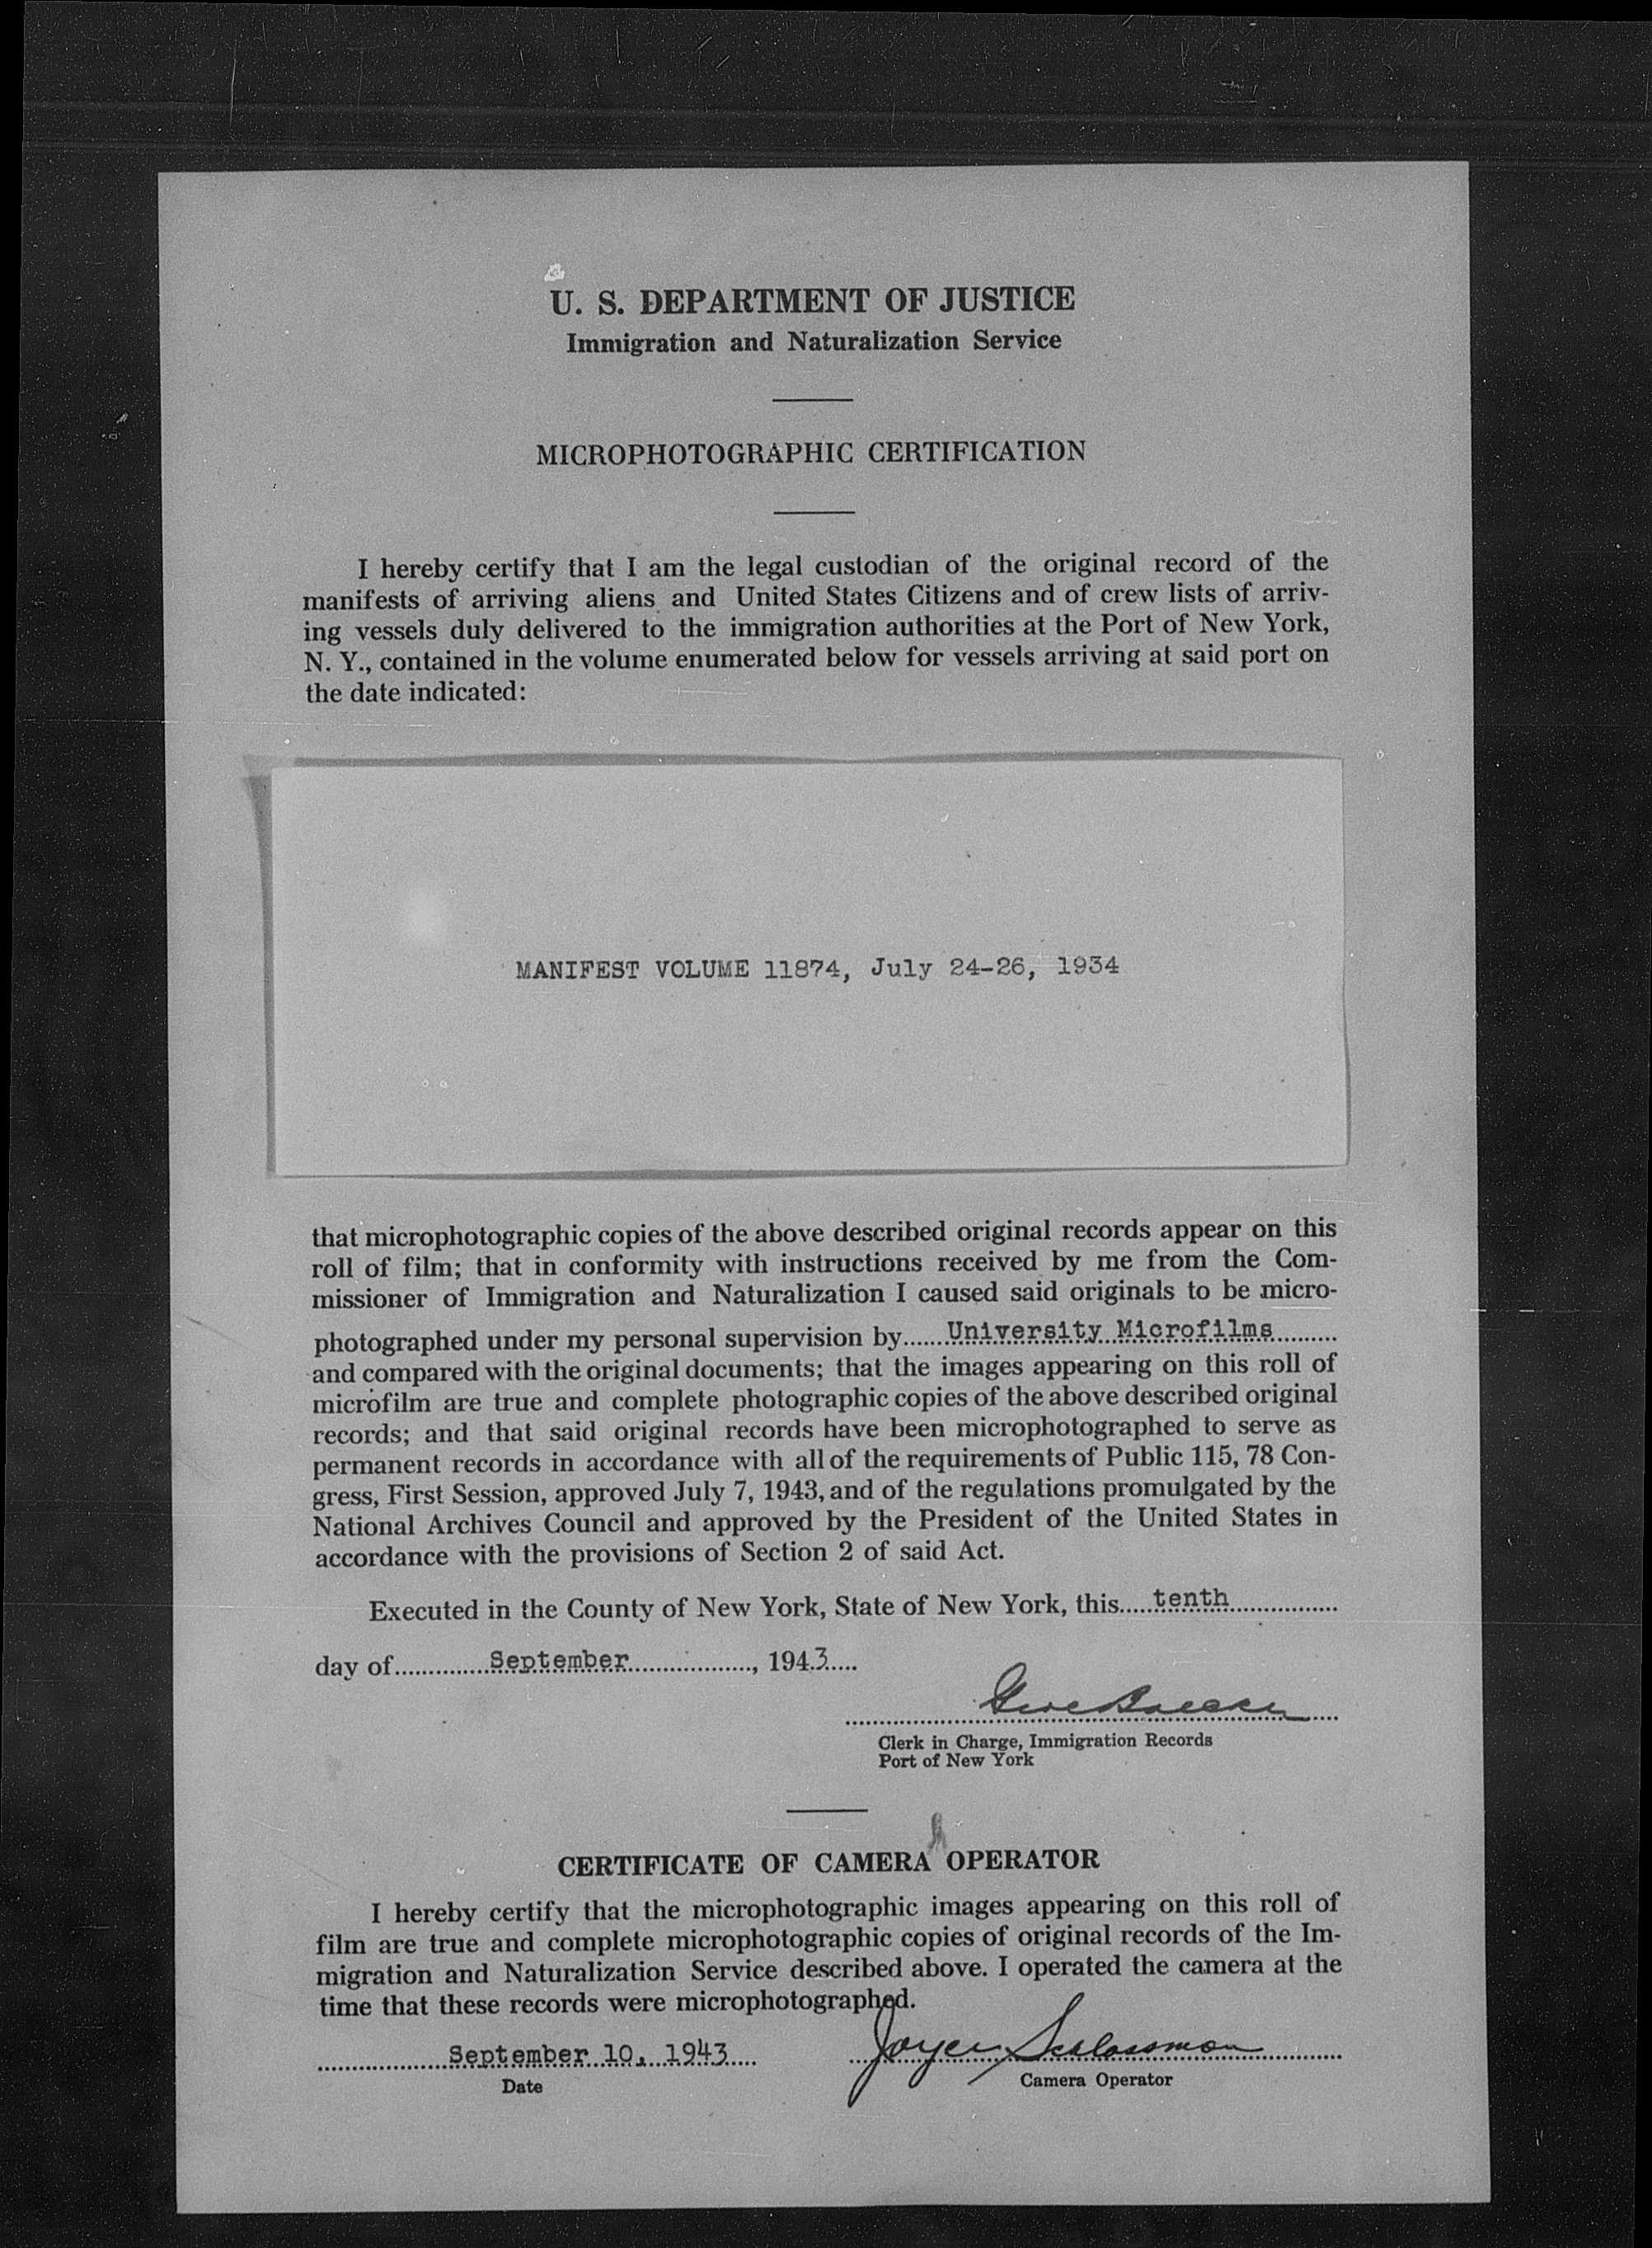 U. S. DEPARTMENT OF JUSTICE
Immigration and Naturalization Service
MICROPHOTOGRAPHIC CERTIFICATION
I hereby certify that I am the legal custodian of the original record of the
manifests of arriving aliens and United States Citizens and of crew lists of arriv-
ing vessels duly delivered to the immigration authorities at the Port of New York,
N. Y., contained in the volume enumerated below for vessels arriving at said port on
the date indicated:
MANIFEST VOLUME 11874, July 24-26, 1934
that microphotographic copies of the above described original records appear on this
roll of film; that in conformity with instructions received by me from the Com-
missioner of Immigration and Naturalization I caused said originals to be micro-
photographed under my personal supervision by......University Microfilms..........
and compared with the original documents; that the images appearing on this roll of
microfilm are true and complete photographic copies of the above described original
records; and that said original records have been microphotographed to serve as
permanent records in accordance with all of the requirements of Public 115, 78 Con-
gress, First Session, approved July 7, 1943, and of the regulations promulgated by the
National Archives Council and approved by the President of the United States in
accordance with the provisions of Section 2 of said Act.
Executed in the County of New York, State of New York, this.....tenth................
day of..............September...................., 1943.....
Clerk in Charge, Immigration Records
Port of New York
CERTIFICATE OF CAMERA OPERATOR
I hereby certify that the microphotographic images appearing on this roll of
film are true and complete microphotographic copies of original records of the Im-
migration and Naturalization Service described above. I operated the camera at the
time that these records were microphotographed.
September 10, 1943 Schlossman
Date Camera Operator